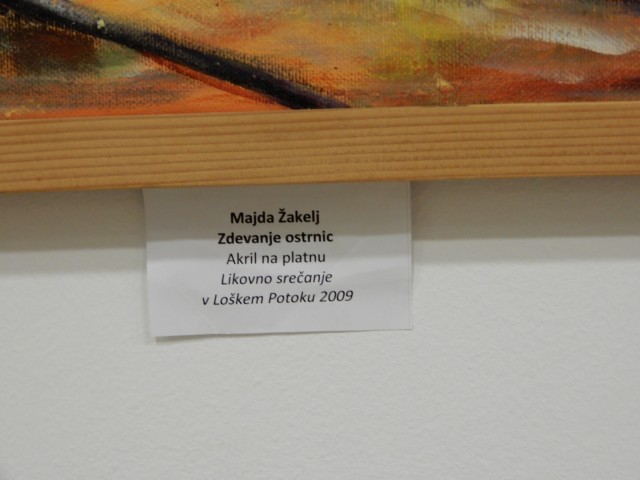 Majda Žakelj
Zdevanje ostrnic
Akril na platnu
Likovno srečanje
v Loškem Potoku 2009